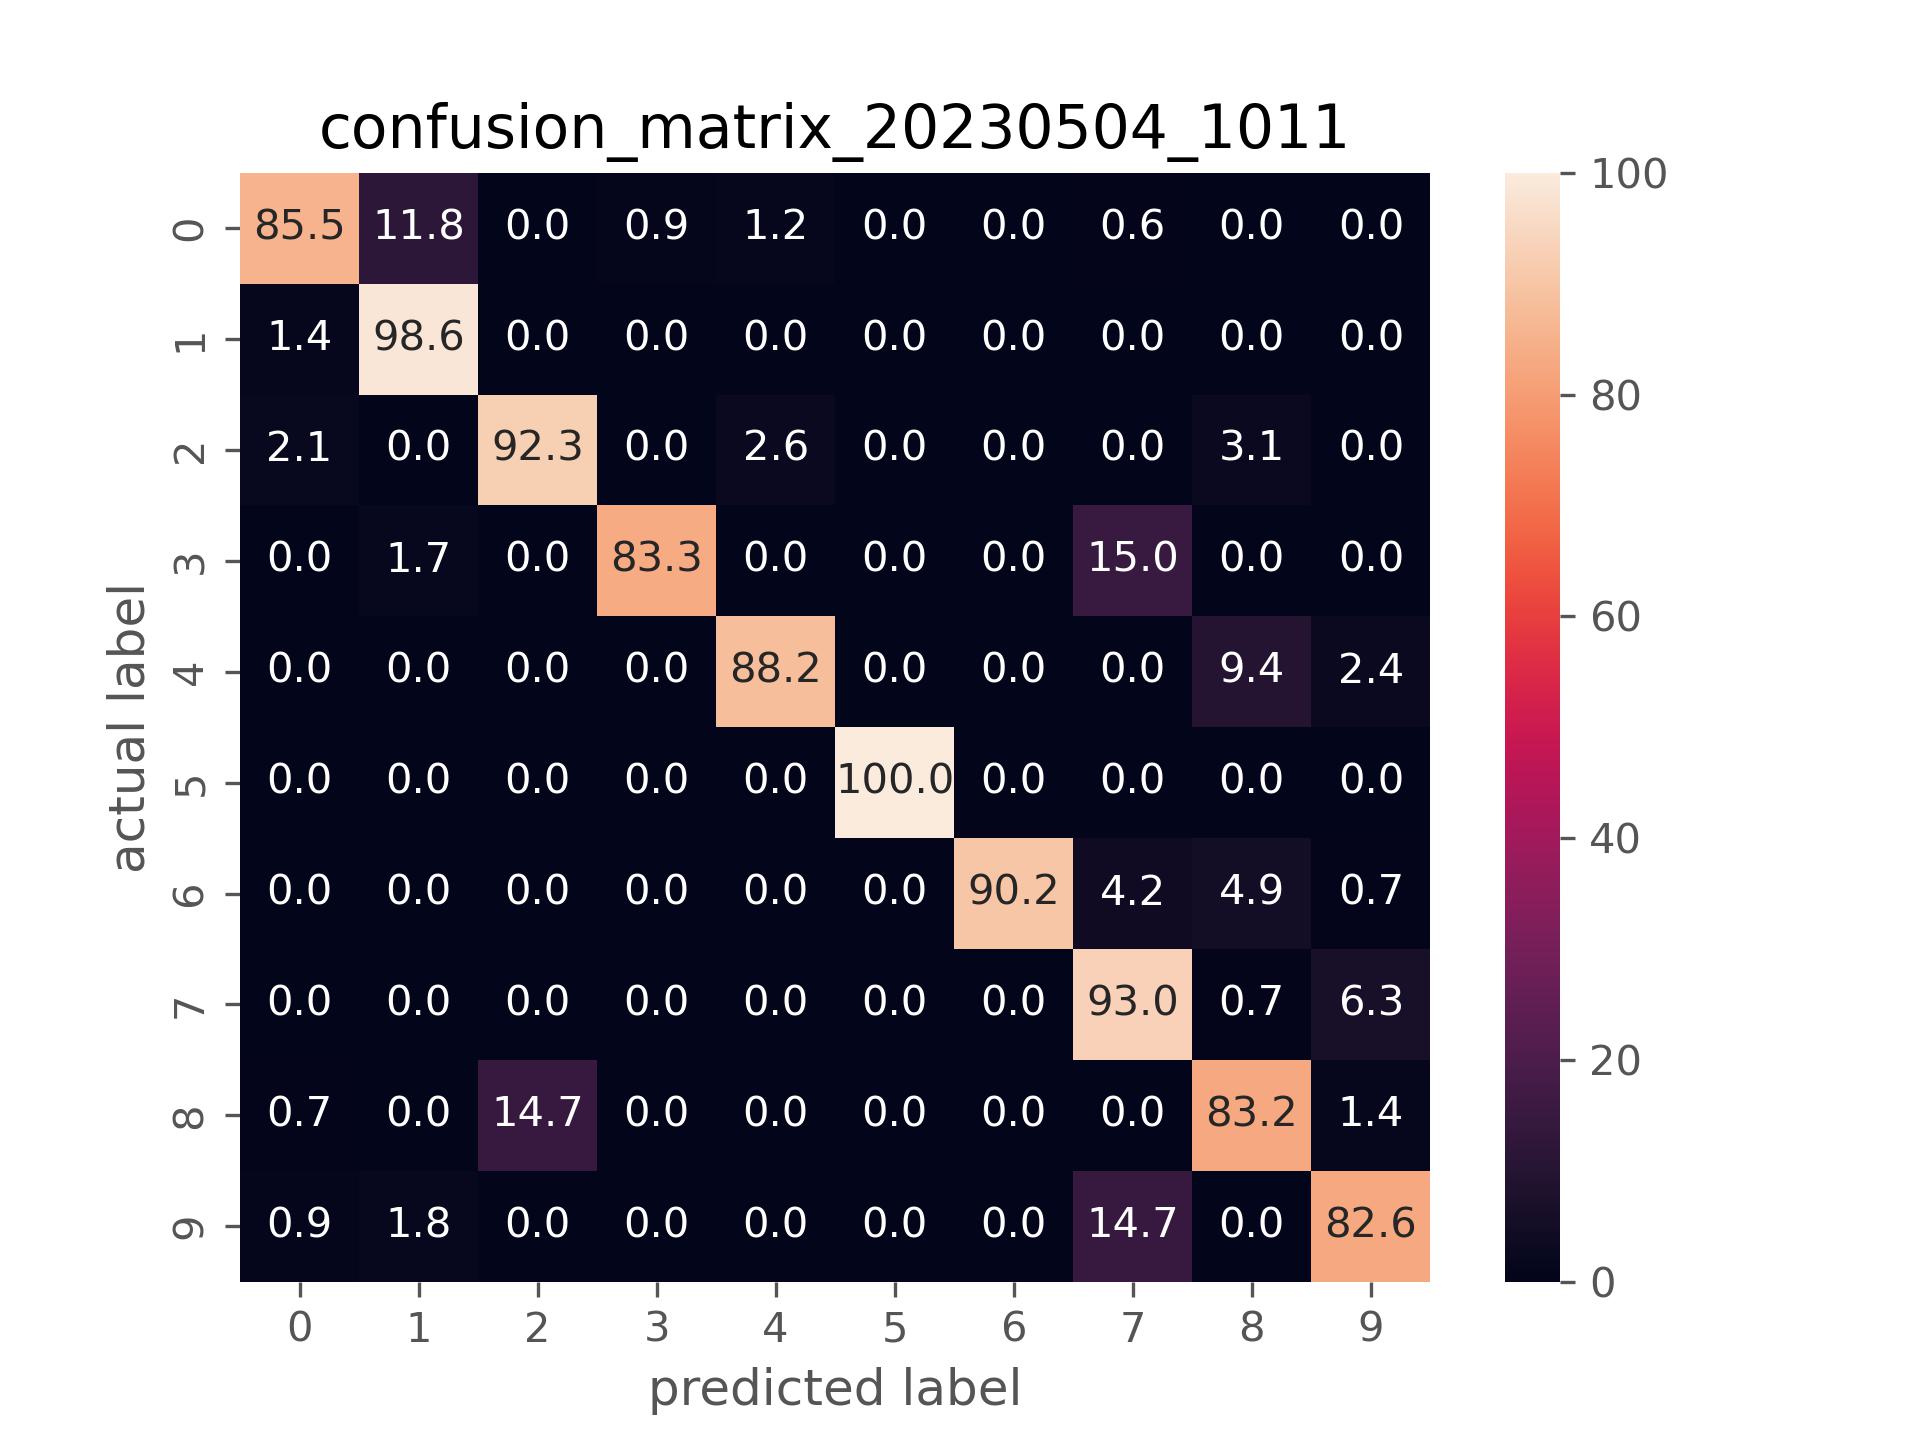 confusion_matrix_20230504_1011
100
0 85.5 11.8 0.0 0.9 1.2 0.0 0.0 0.6 0.0 0.0
1 1.4 98.6 0.0 0.0 0.0 0.0 0.0 0.0 0.0 0.0
80
2 2.1 0.0 92.3 0.0 2.6 0.0 0.0 0.0 3.1 0.0
3 0.0 1.7 0.0 83.3 0.0 0.0 0.0 15.0 0.0 0.0
60
4 0.0 0.0 0.0 0.0 88.2 0.0 0.0 0.0 9.4 2.4
actual label
5 0.0 0.0 0.0 0.0 0.0 100.0 0.0 0.0 0.0 0.0
40
6 0.0 0.0 0.0 0.0 0.0 0.0 90.2 4.2 4.9 0.7
7 0.0 0.0 0.0 0.0 0.0 0.0 0.0 93.0 0.7 6.3
20
8 0.7 0.0 14.7 0.0 0.0 0.0 0.0 0.0 83.2 1.4
9 0.9 1.8 0.0 0.0 0.0 0.0 0.0 14.7 0.0 82.6
0
0 1 2 3 4 5 6 7 8 9
predicted label